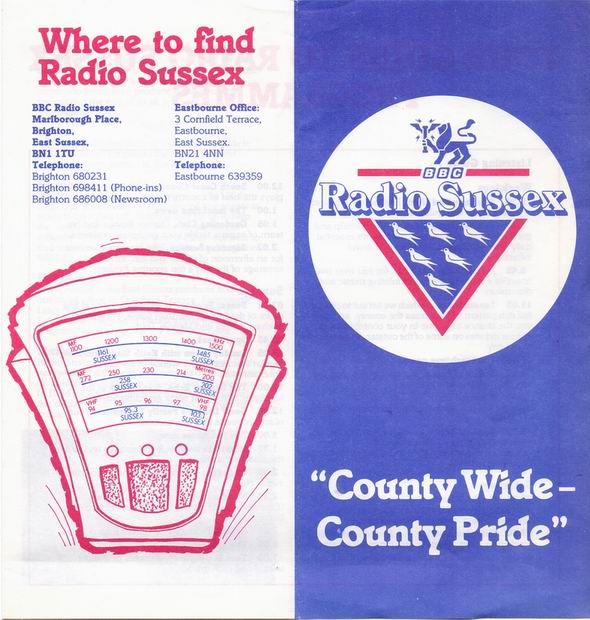 Where to find
Radio Sussex
BBC Radio Sussex
Marlborough Place,
Brighton,
East Sussex,
BN1 1TU
Telephone:
Brighton 680231
Brighton 698411 (Phone-ins)
Brighton 686008 (Newsroom)
Eastbourne Office:
3 Cornfield Terrace,
Eastbourne,
East Sussex.
BN21 4NN
Telephone:
Eastbourne 639359
MF 1100 1200 1300 1400 kHz 1500
1161 SUSSEX 1485 SUSSEX
MF 272 250 230 214 Metres 200
258 SUSSEX 202 SUSSEX
VHF 94 95 96 97 VHF 98
95.3 SUSSEX 103.1 SUSSEX
BBC
Radio Sussex
“County Wide –
County Pride”